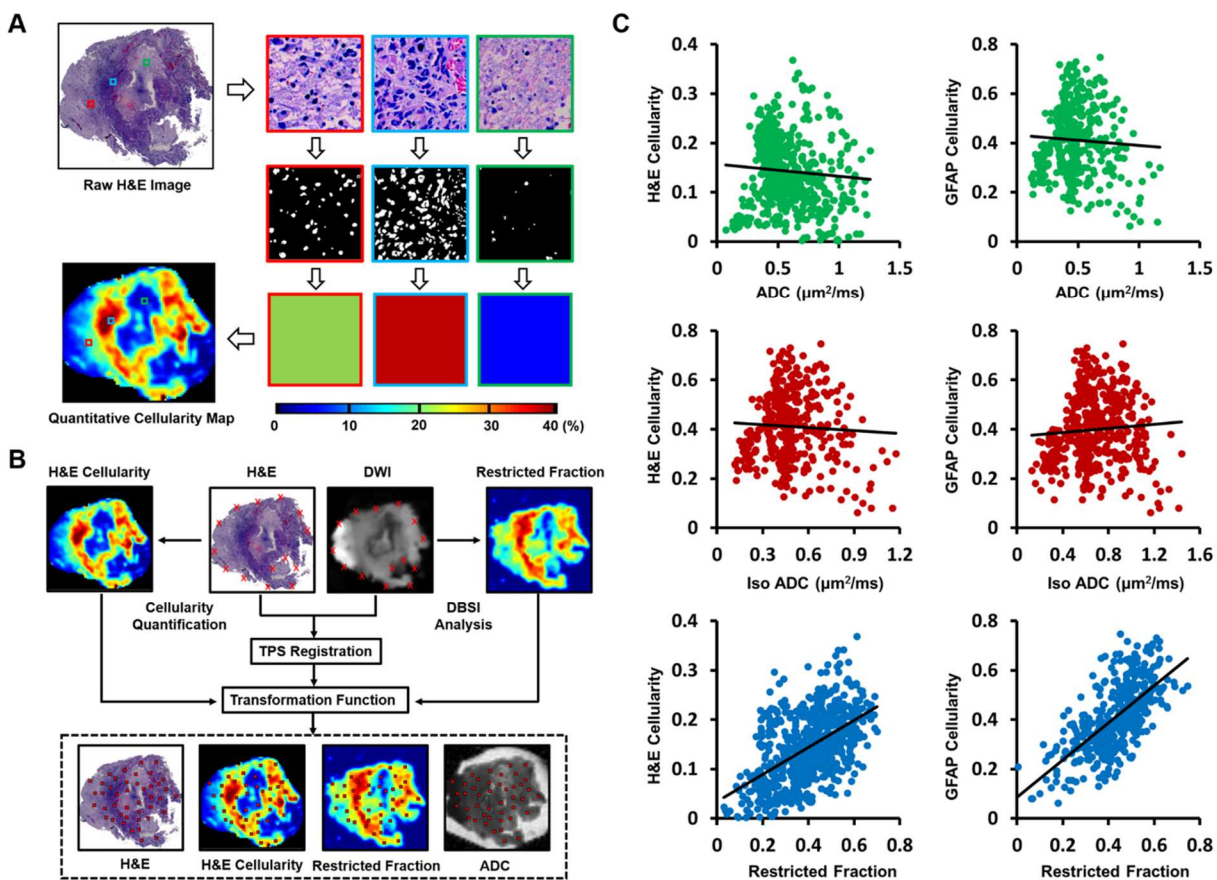 A
Raw H&E Image
Quantitative Cellularity Map
0 10 20 30 40 (%)
B
H&E Cellularity
H&E
DWI
Restricted Fraction
Cellularity
Quantification
DBSI
Analysis
TPS Registration
Transformation Function
H&E
H&E Cellularity
Restricted Fraction
ADC
C
H&E Cellularity
0.4
0.3
0.2
0.1
0
0 0.5 1 1.5
ADC (µm²/ms)
GFAP Cellularity
0.8
0.6
0.4
0.2
0
0 0.5 1 1.5
ADC (µm²/ms)
H&E Cellularity
0.8
0.6
0.4
0.2
0
0 0.3 0.6 0.9 1.2
Iso ADC (µm²/ms)
GFAP Cellularity
0.8
0.6
0.4
0.2
0
0 0.4 0.8 1.2 1.6
Iso ADC (µm²/ms)
H&E Cellularity
0.4
0.3
0.2
0.1
0
0 0.2 0.4 0.6 0.8
Restricted Fraction
GFAP Cellularity
0.8
0.6
0.4
0.2
0
0 0.2 0.4 0.6 0.8
Restricted Fraction